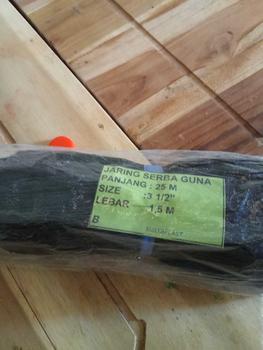 JARING SERBA GUNA
PANJANG : 25 M
SIZE :3 1/2"
LEBAR : 1,5 M
B